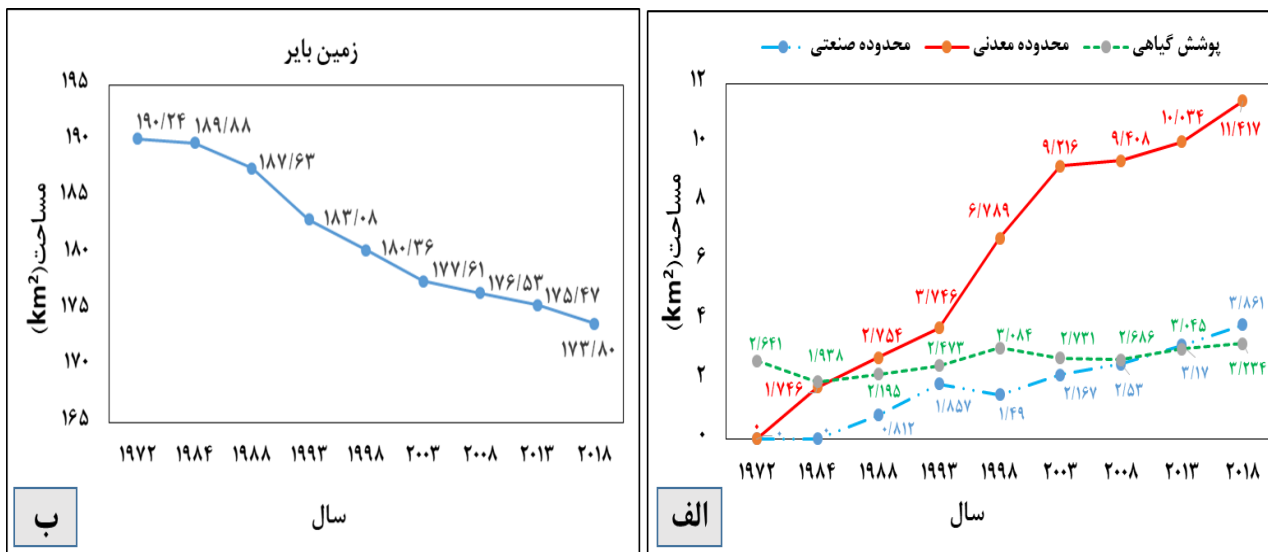 پوشش گیاهی محدوده معدنی محدوده صنعتی
۱۲
۱۰
۸
۶
۴
۲
۰
مساحت(km²)
۰ ۱/۷۴۶ ۲/۷۵۴ ۳/۷۴۶ ۶/۷۸۹ ۹/۲۱۶ ۹/۴۰۸ ۱۰/۰۳۴ ۱۱/۴۱۷
۲/۶۴۱ ۱/۹۳۸ ۲/۱۹۵ ۲/۴۷۳ ۳/۰۸۴ ۲/۷۳۱ ۲/۶۸۶ ۳/۰۴۵ ۳/۲۳۴
۰ ۰ ۰/۸۱۲ ۱/۸۵۷ ۱/۴۹ ۲/۱۶۷ ۲/۵۳ ۳/۱۷ ۳/۸۶۱
۱۹۷۲ ۱۹۸۴ ۱۹۸۸ ۱۹۹۳ ۱۹۹۸ ۲۰۰۳ ۲۰۰۸ ۲۰۱۳ ۲۰۱۸
سال
الف
زمین بایر
۱۹۵
۱۹۰
۱۸۵
۱۸۰
۱۷۵
۱۷۰
۱۶۵
مساحت(km²)
۱۹۰/۲۴ ۱۸۹/۸۸ ۱۸۷/۶۳ ۱۸۳/۰۸ ۱۸۰/۳۶ ۱۷۷/۶۱ ۱۷۶/۵۳ ۱۷۵/۴۷ ۱۷۳/۸۰
۱۹۷۲ ۱۹۸۴ ۱۹۸۸ ۱۹۹۳ ۱۹۹۸ ۲۰۰۳ ۲۰۰۸ ۲۰۱۳ ۲۰۱۸
سال
ب